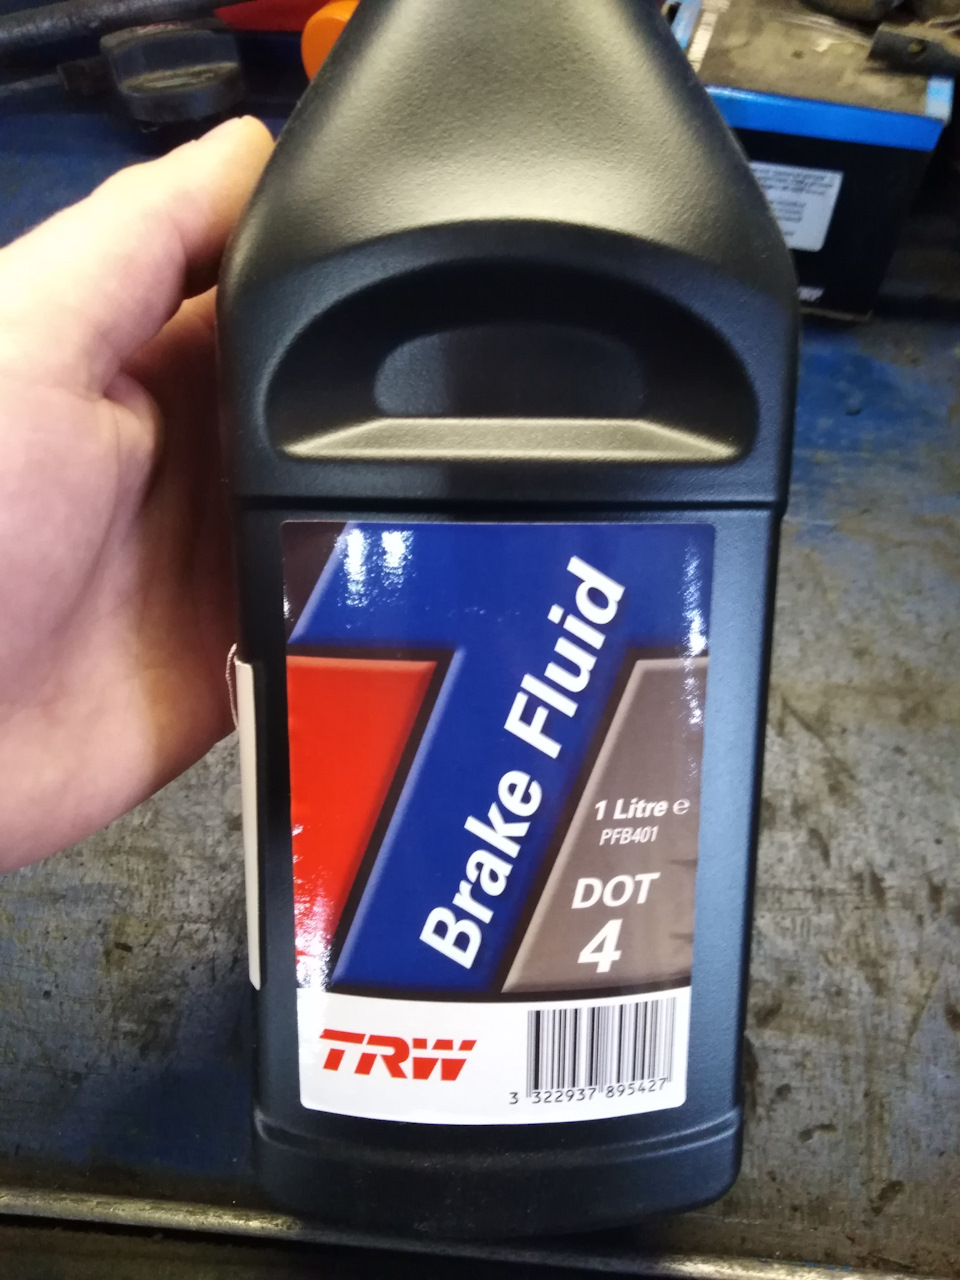 Brake Fluid
1 Litre ℮
PFB401
DOT
4
TRW
3 322937 895427